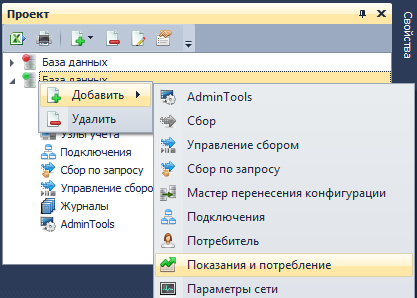 Проект
Свойства
База данных
База данных
Добавить
Удалить
Узлы учета
Подключения
Сбор по запросу
Управление сборо
Журналы
AdminTools
AdminTools
Сбор
Управление сбором
Сбор по запросу
Мастер перенесения конфигурации
Подключения
Потребитель
Показания и потребление
Параметры сети